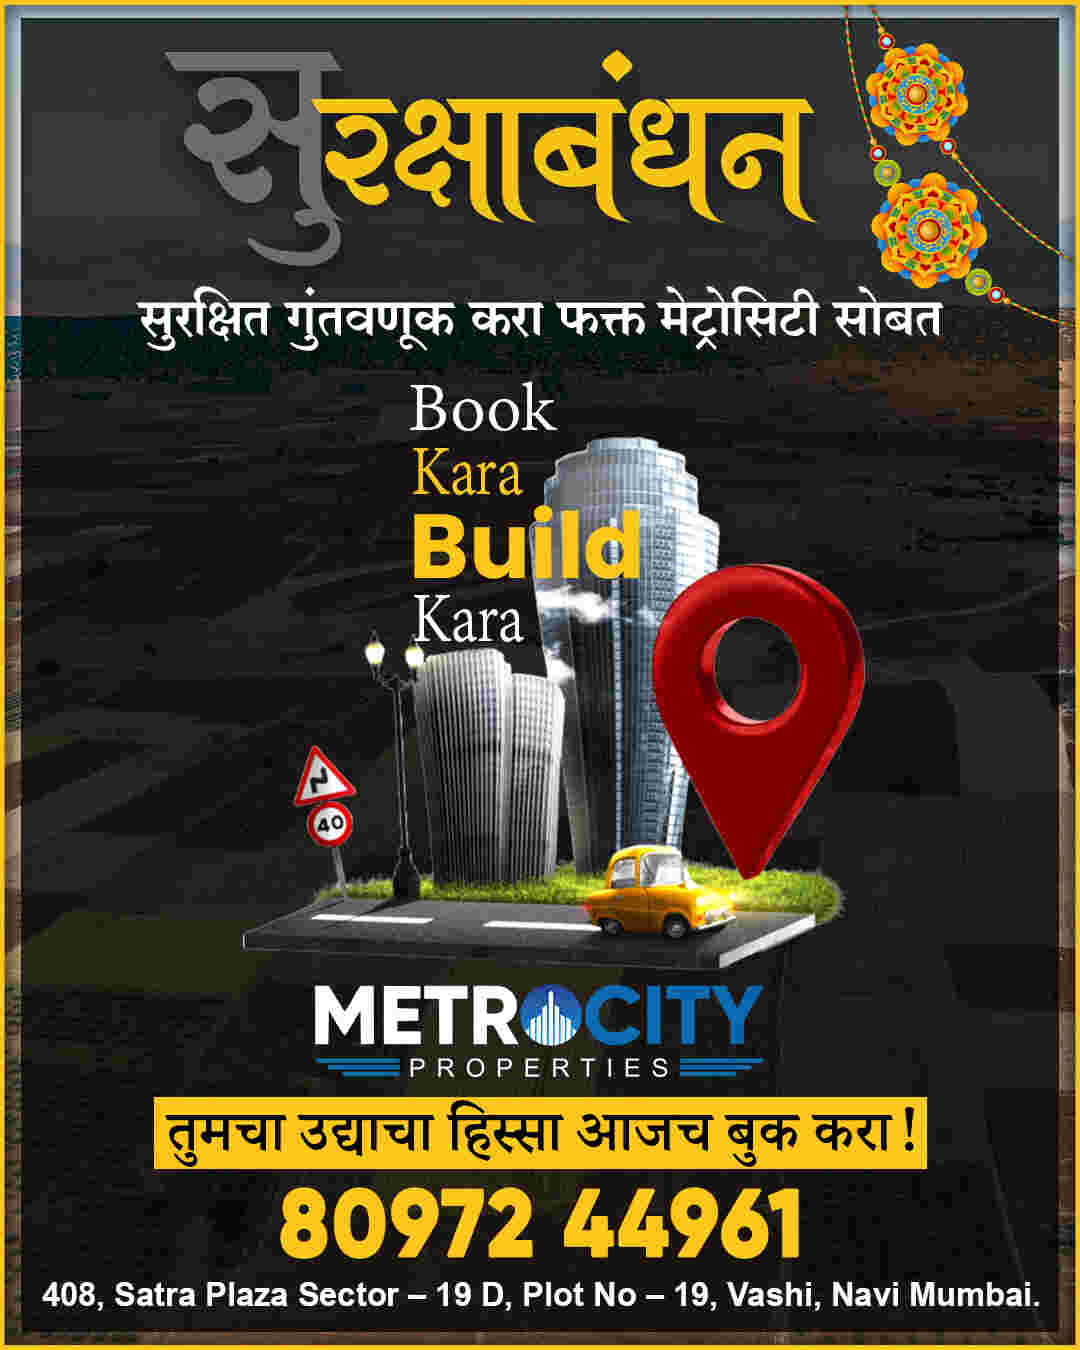 सुरक्षाबंधन
सुरक्षित गुंतवणूक करा फक्त मेट्रोसिटी सोबत
Book
Kara
Build
Kara
40
METROCITY
PROPERTIES
तुमचा उद्याचा हिस्सा आजच बुक करा !
80972 44961
408, Satra Plaza Sector – 19 D, Plot No – 19, Vashi, Navi Mumbai.